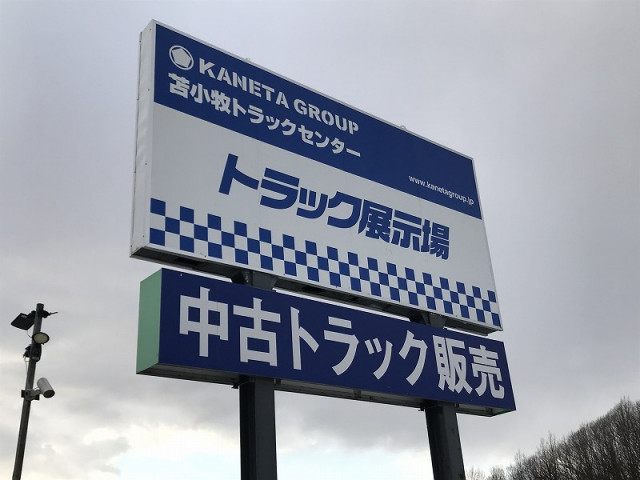 KANETA GROUP
苫小牧トラックセンター
www.kanetagroup.jp
トラック展示場
中古トラック販売